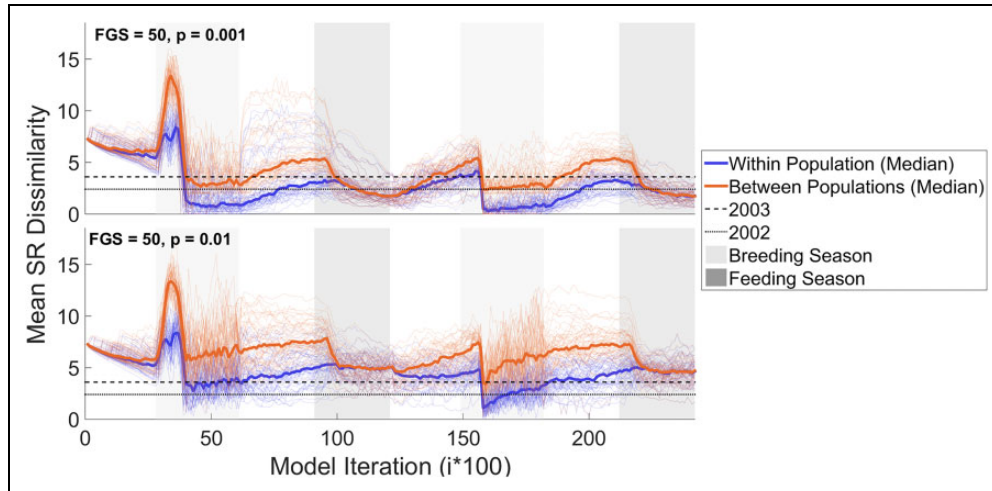 FGS = 50, p = 0.001
15
10
5
0
FGS = 50, p = 0.01
15
10
5
0
0
50
100
150
200
Mean SR Dissimilarity
Model Iteration (i*100)
Within Population (Median)
Between Populations (Median)
2003
2002
Breeding Season
Feeding Season